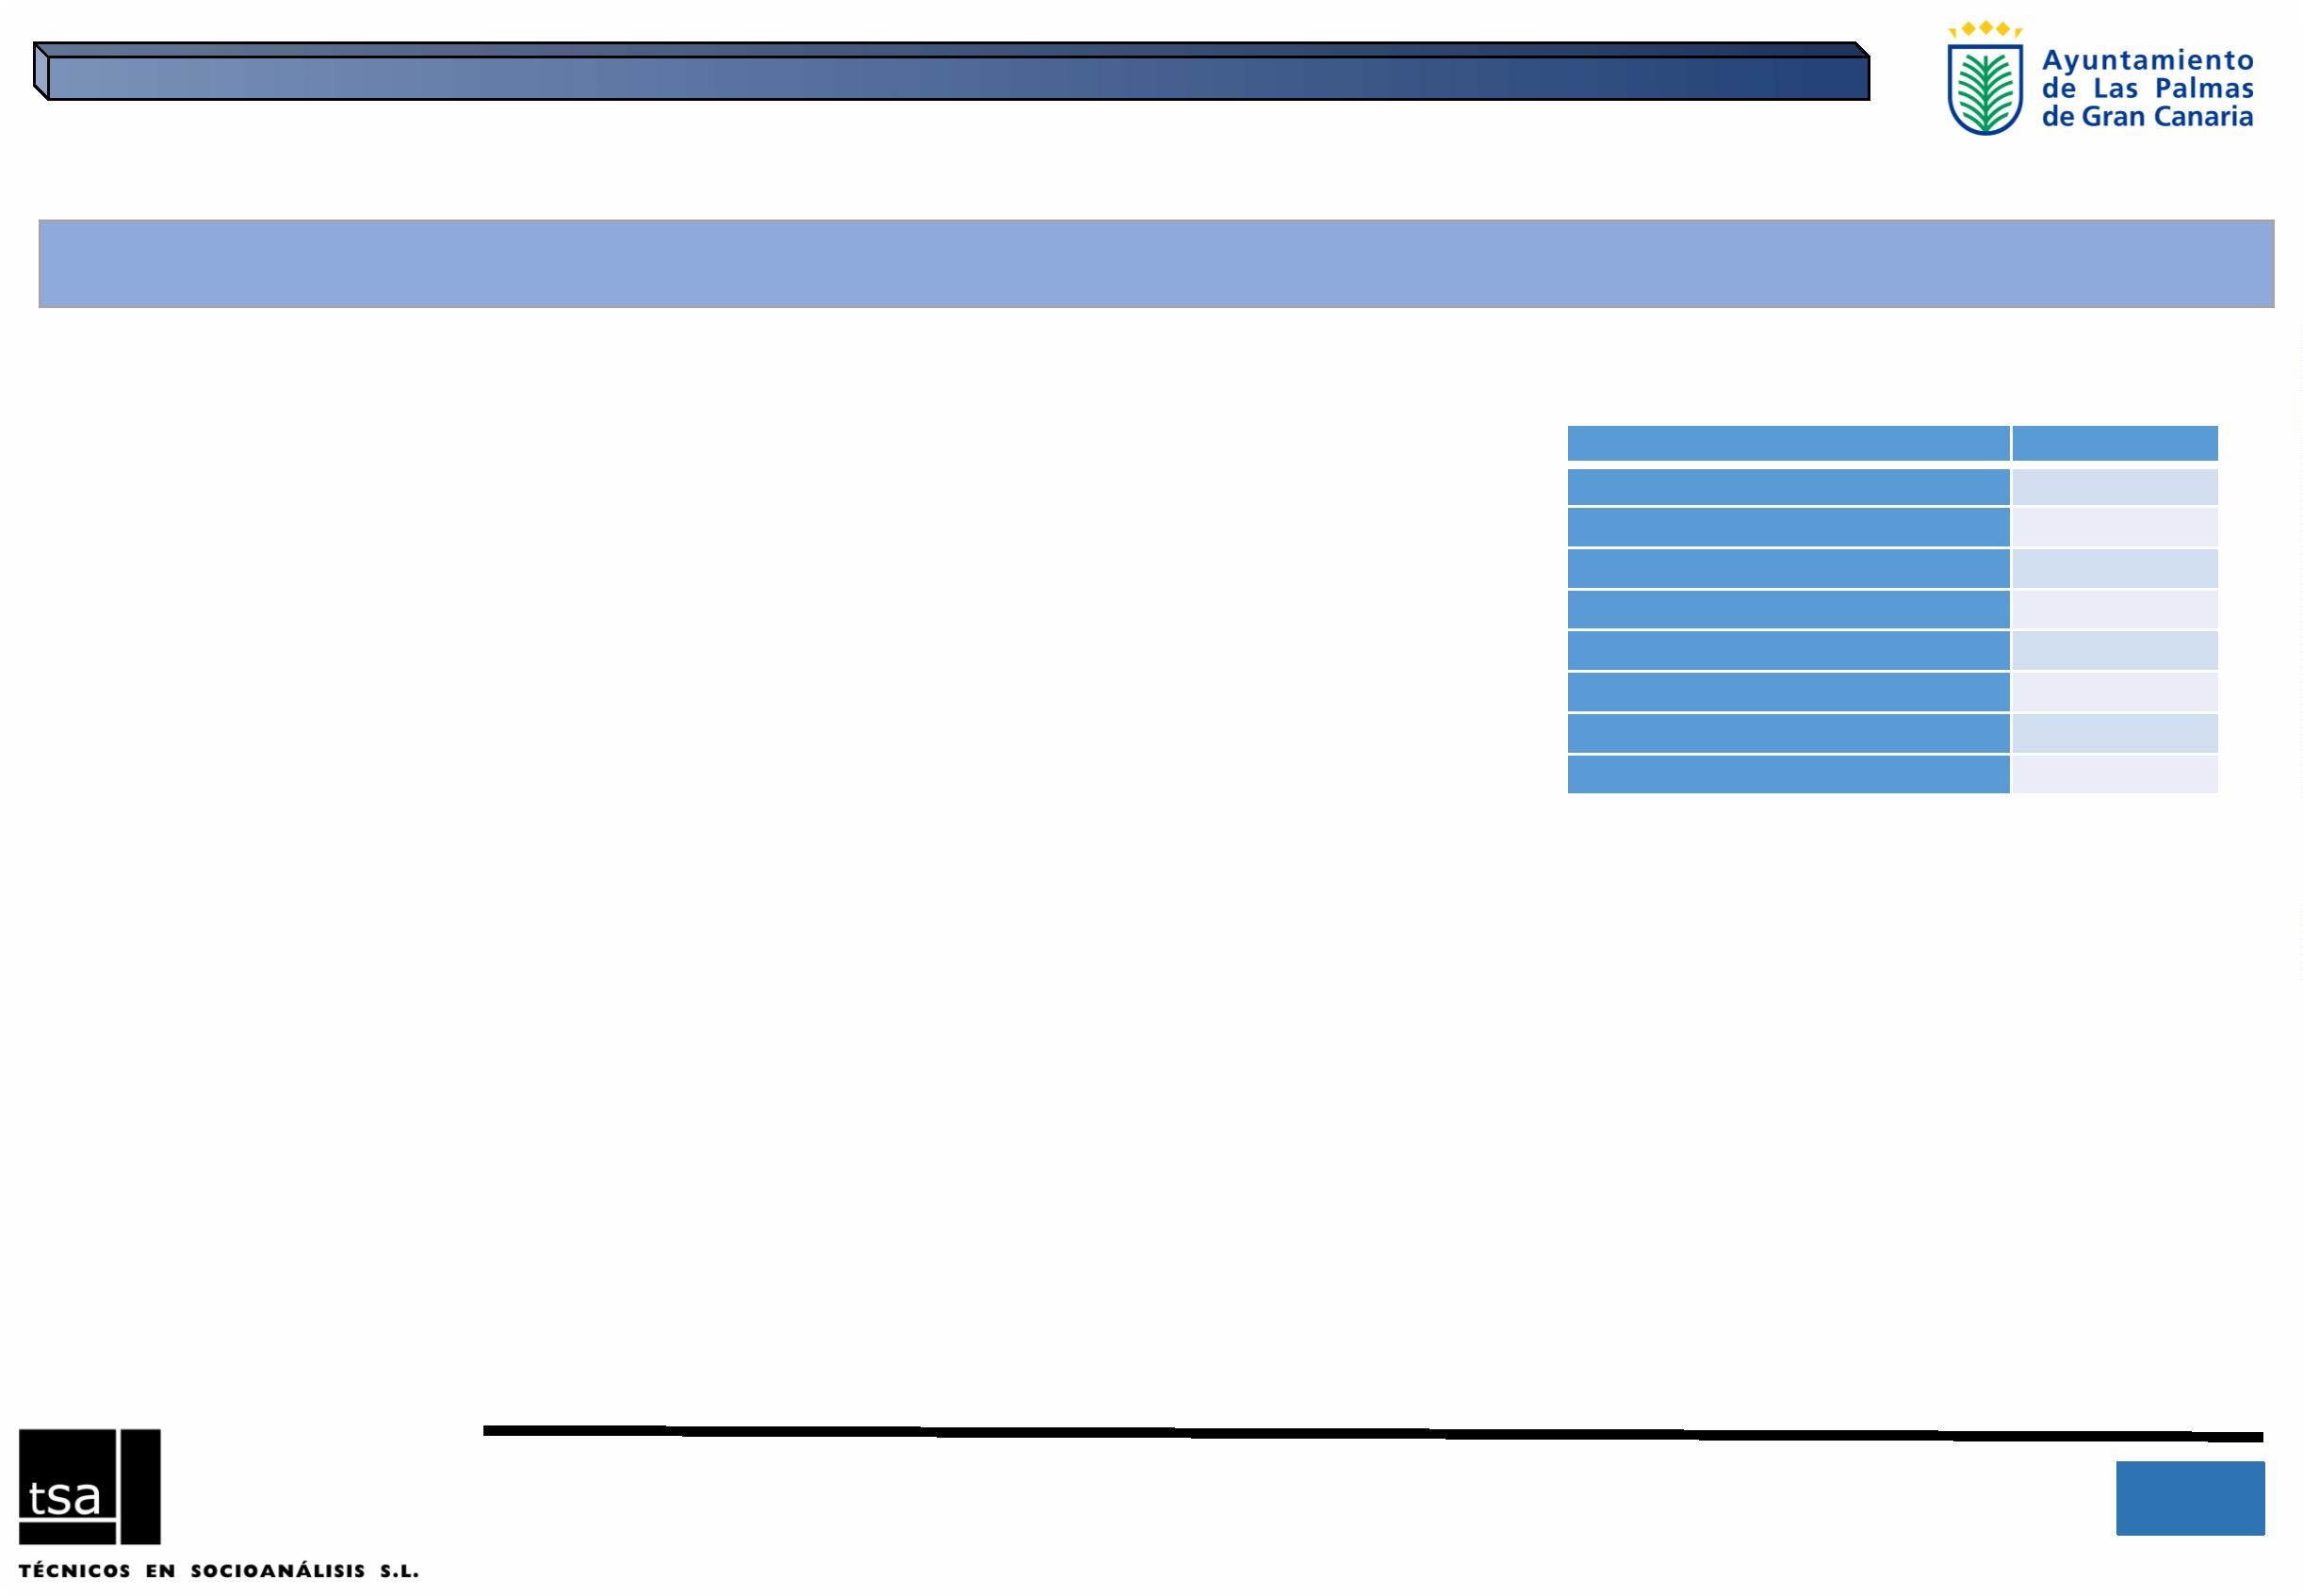 Ayuntamiento
de Las Palmas
de Gran Canaria
tsa
TÉCNICOS EN SOCIOANÁLISIS S.L.